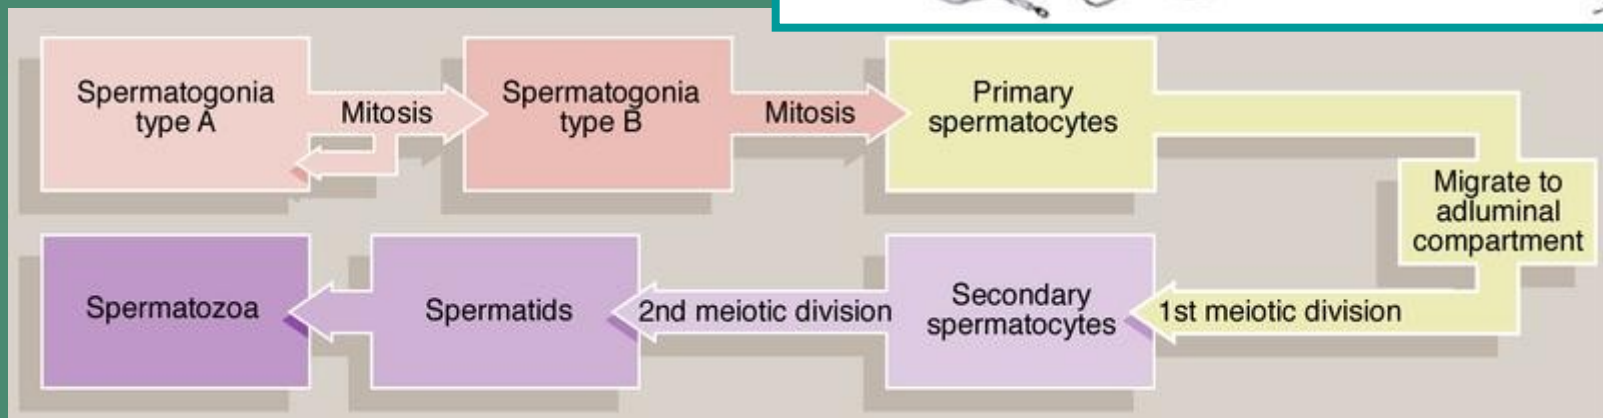 Spermatogonia
type A
Mitosis
Spermatogonia
type B
Mitosis
Primary
spermatocytes
Migrate to
adluminal
compartment
1st meiotic division
Secondary
spermatocytes
2nd meiotic division
Spermatids
Spermatozoa